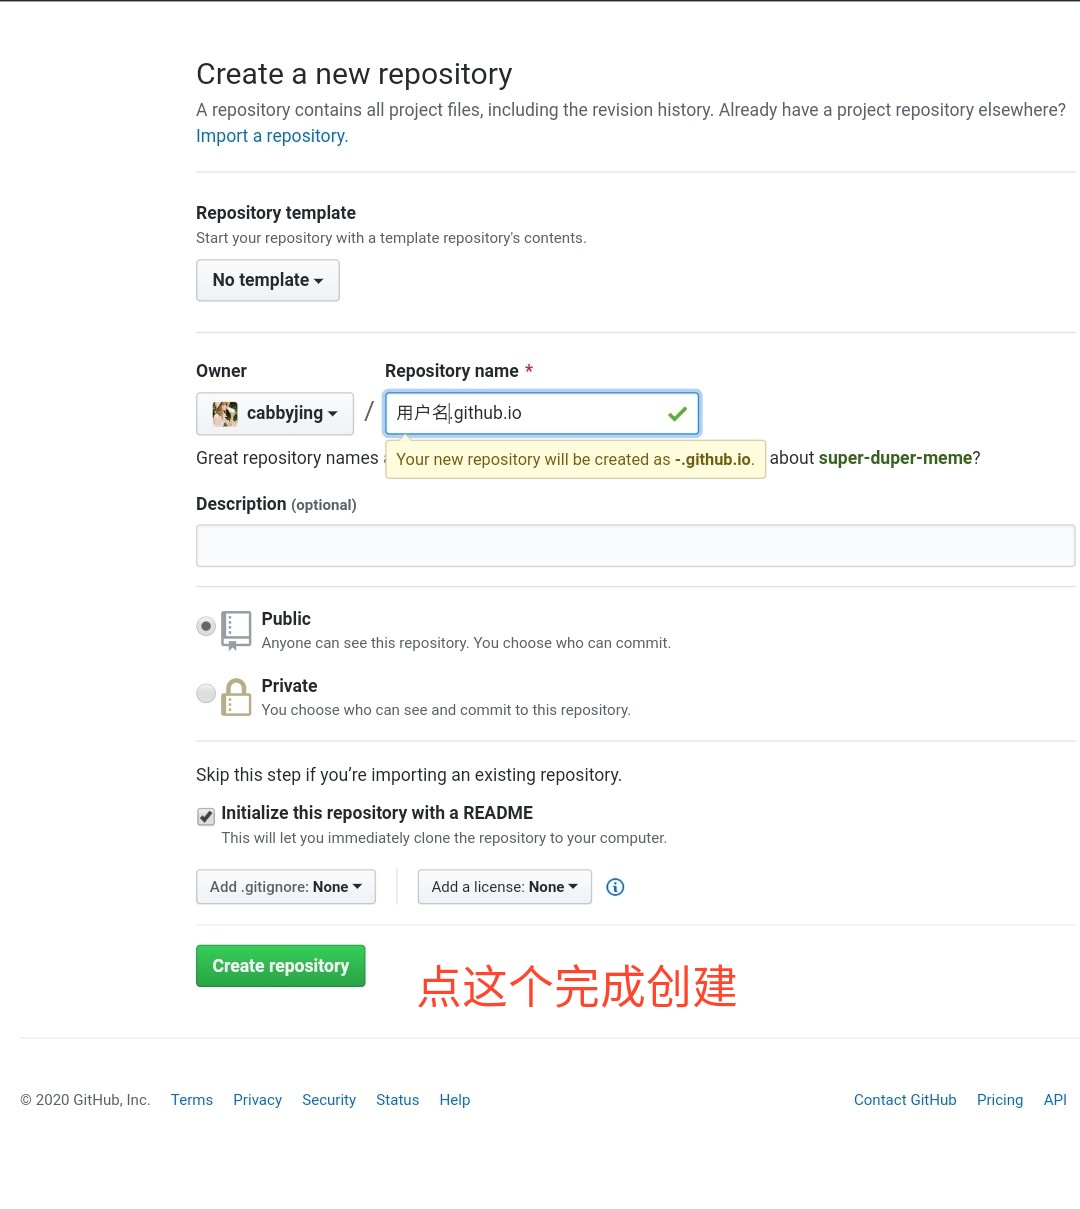 Create a new repository
A repository contains all project files, including the revision history. Already have a project repository elsewhere?
Import a repository.
Repository template
Start your repository with a template repository's contents.
No template
Owner
Repository name *
cabbyjing / 用户名.github.io
Great repository names
Your new repository will be created as -.github.io.
about super-duper-meme?
Description (optional)
Public
Anyone can see this repository. You choose who can commit.
Private
You choose who can see and commit to this repository.
Skip this step if you’re importing an existing repository.
Initialize this repository with a README
This will let you immediately clone the repository to your computer.
Add .gitignore: None
Add a license: None
Create repository
点这个完成创建
© 2020 GitHub, Inc. Terms Privacy Security Status Help Contact GitHub Pricing API